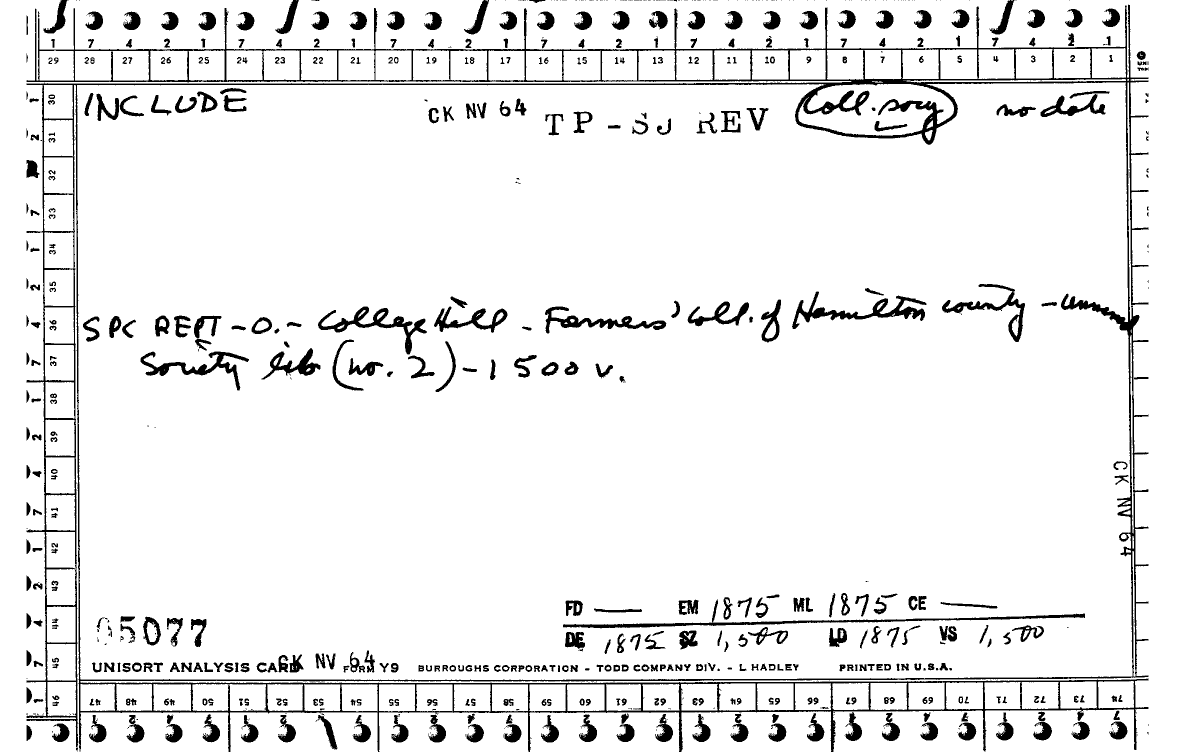 1 7 4 2 1 7 4 2 1 7 4 2 1 7 4 2 1 7 4 2 1 7 4 2 1 7 4 2 1
29 28 27 26 25 24 23 22 21 20 19 18 17 16 15 14 13 12 11 10 9 8 7 6 5 4 3 2 1
INCLUDE CK NV 64 TP - SJ REV Coll. socy no date
SPC REPT - O. - College Hill - Farmers' Coll. of Hamilton county - unnamed
Society lib (no. 2) - 1500 v.
CK NV 64
FD — EM 1875 ML 1875 CE —
05077 DE 1875 SZ 1,500 LD 1875 VS 1,500
UNISORT ANALYSIS CARD CK NV 64 FORM Y9 BURROUGHS CORPORATION - TODD COMPANY DIV. - L HADLEY PRINTED IN U.S.A.
30 31 32 33 34 35 36 37 38 39 40 41 42 43 44 45 46
47 48 49 50 51 52 53 54 55 56 57 58 59 60 61 62 63 64 65 66 67 68 69 70 71 72 73 74